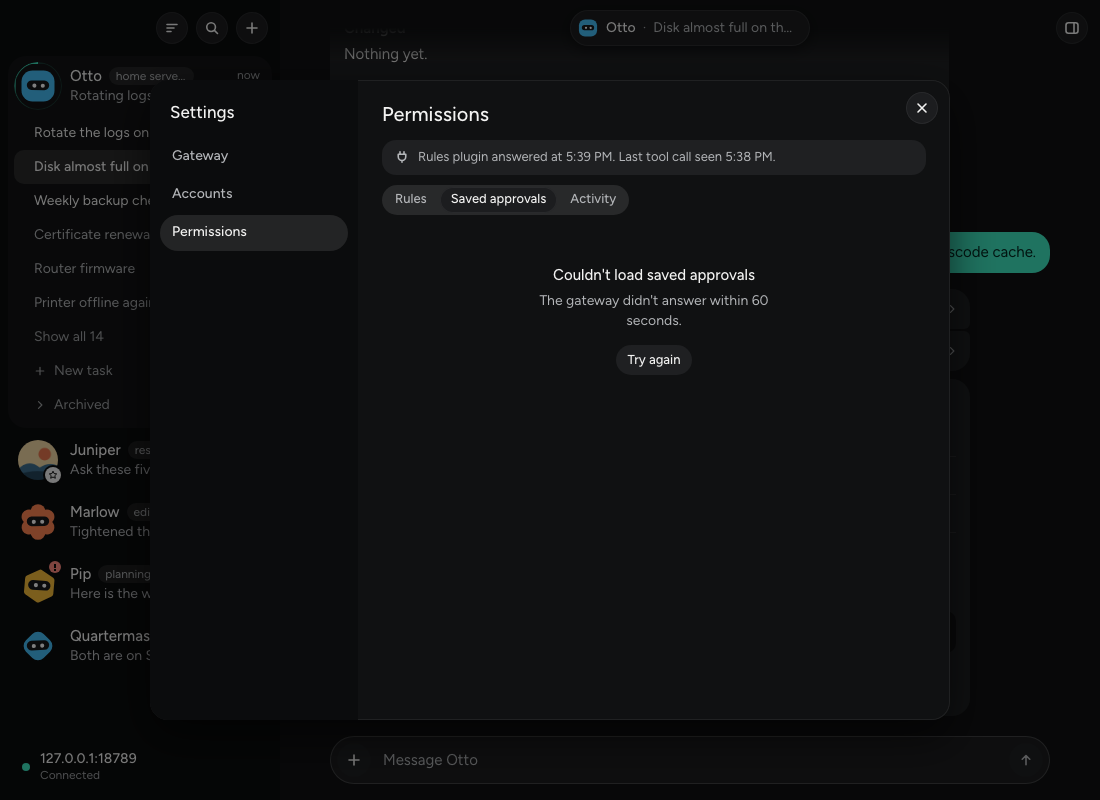 Otto · Disk almost full on th...
Changed
Nothing yet.
Otto home serve... now
Rotating logs
Rotate the logs on
Disk almost full on
Weekly backup che
Certificate renewa
Router firmware
Printer offline again
Show all 14
New task
Archived
Juniper res
Ask these fiv
Marlow edi
Tightened th
Pip planning
Here is the w
Quartermas
Both are on S
127.0.0.1:18789
Connected
Settings
Gateway
Accounts
Permissions
Permissions
Rules plugin answered at 5:39 PM. Last tool call seen 5:38 PM.
Rules Saved approvals Activity
Couldn't load saved approvals
The gateway didn't answer within 60
seconds.
Try again
scode cache.
Message Otto